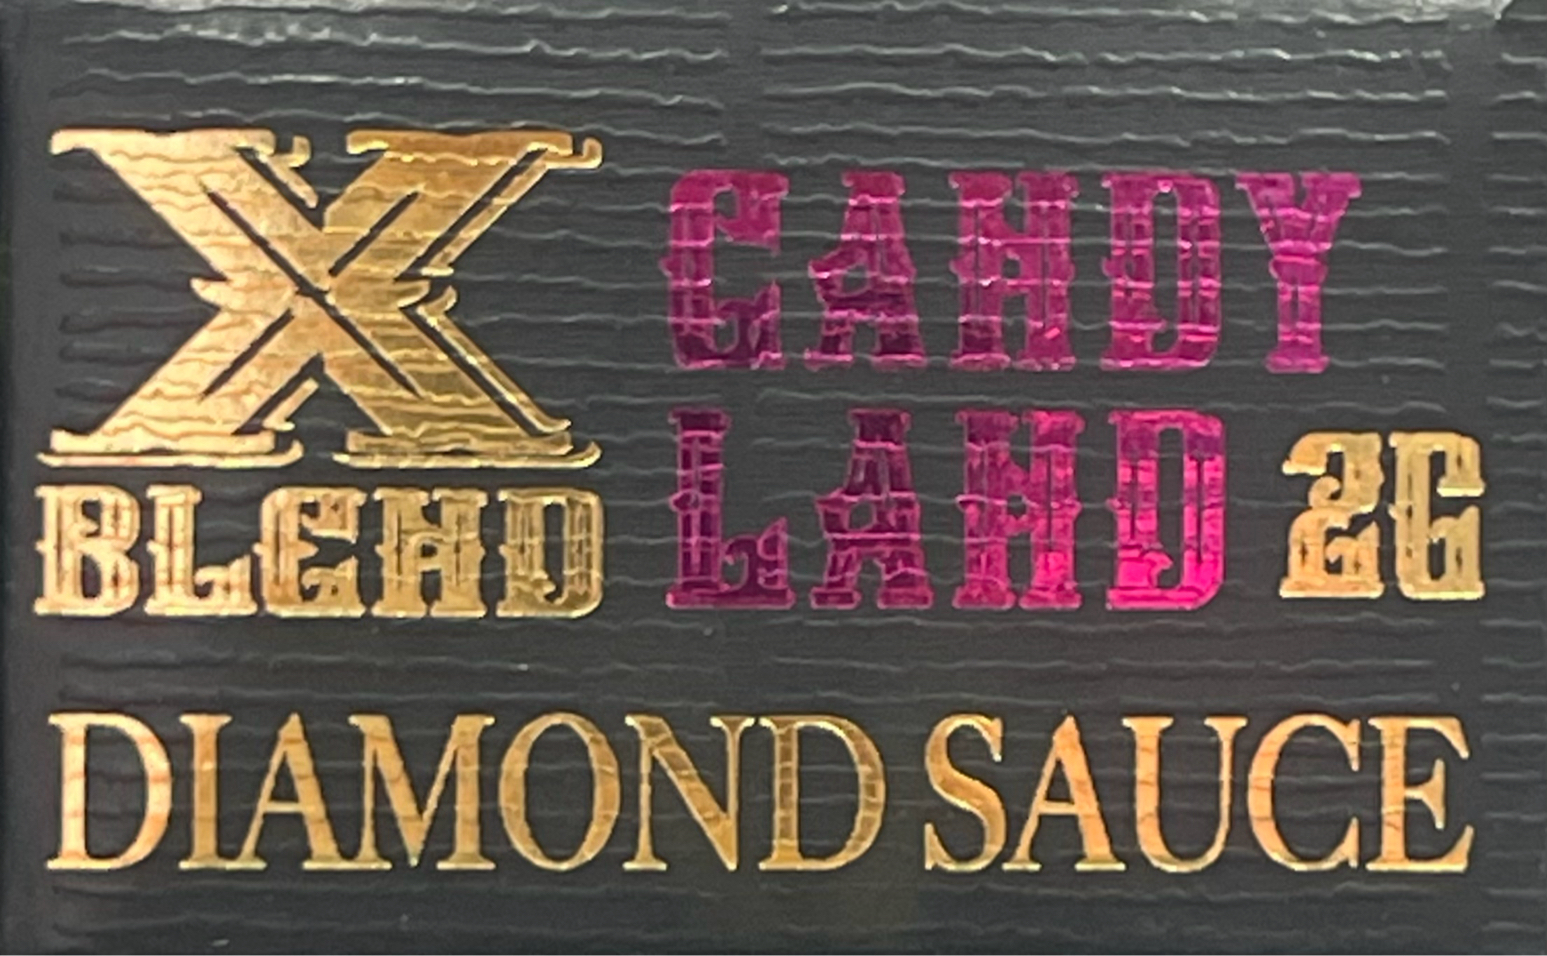 X
BLEND
CANDY
LAND 2G
DIAMOND SAUCE